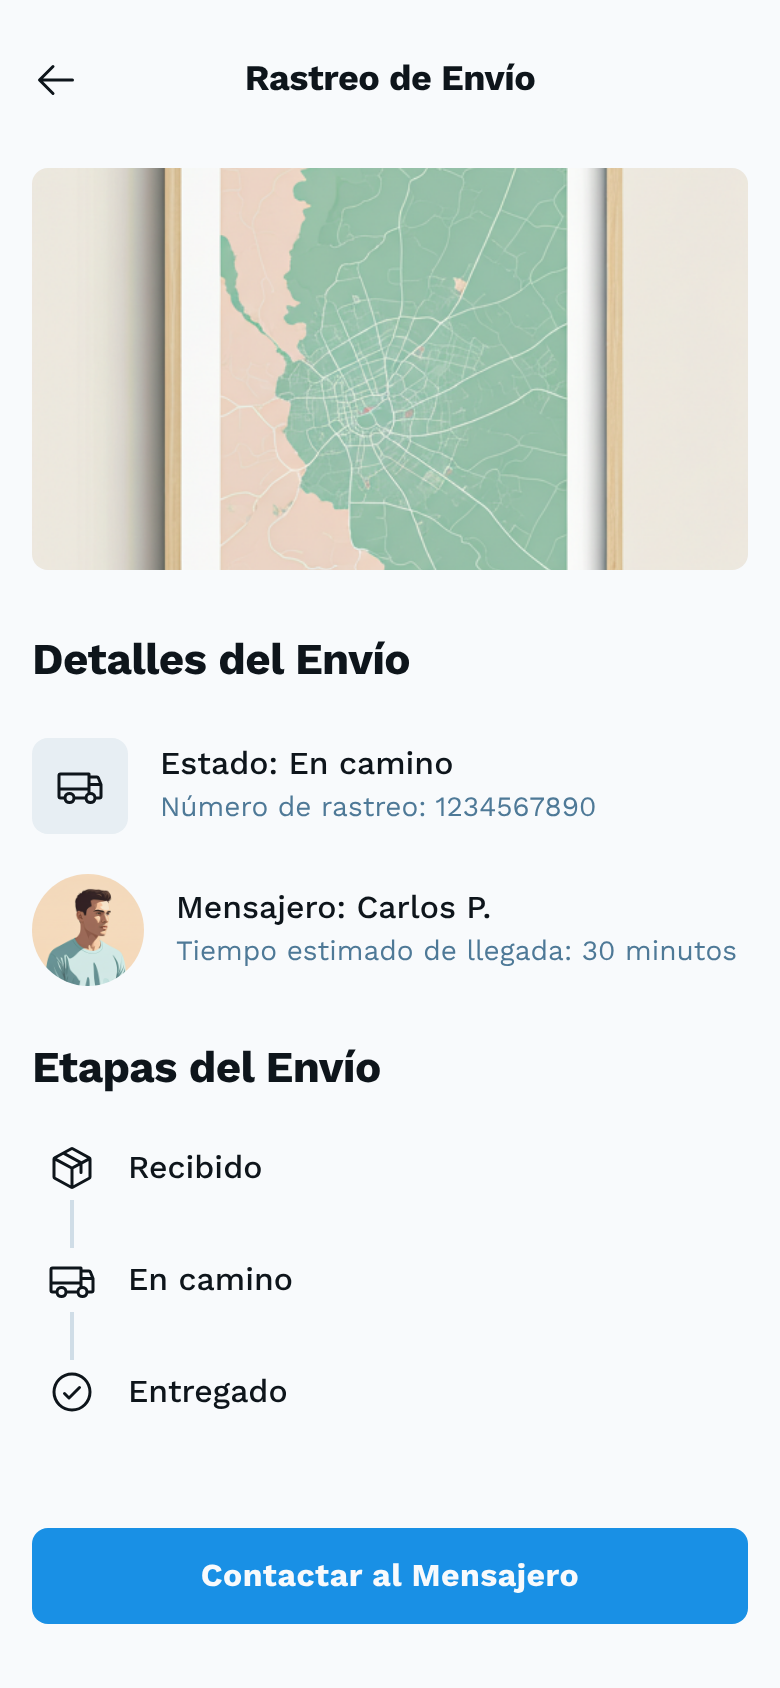 Rastreo de Envío
Detalles del Envío
Estado: En camino
Número de rastreo: 1234567890
Mensajero: Carlos P.
Tiempo estimado de llegada: 30 minutos
Etapas del Envío
Recibido
En camino
Entregado
Contactar al Mensajero